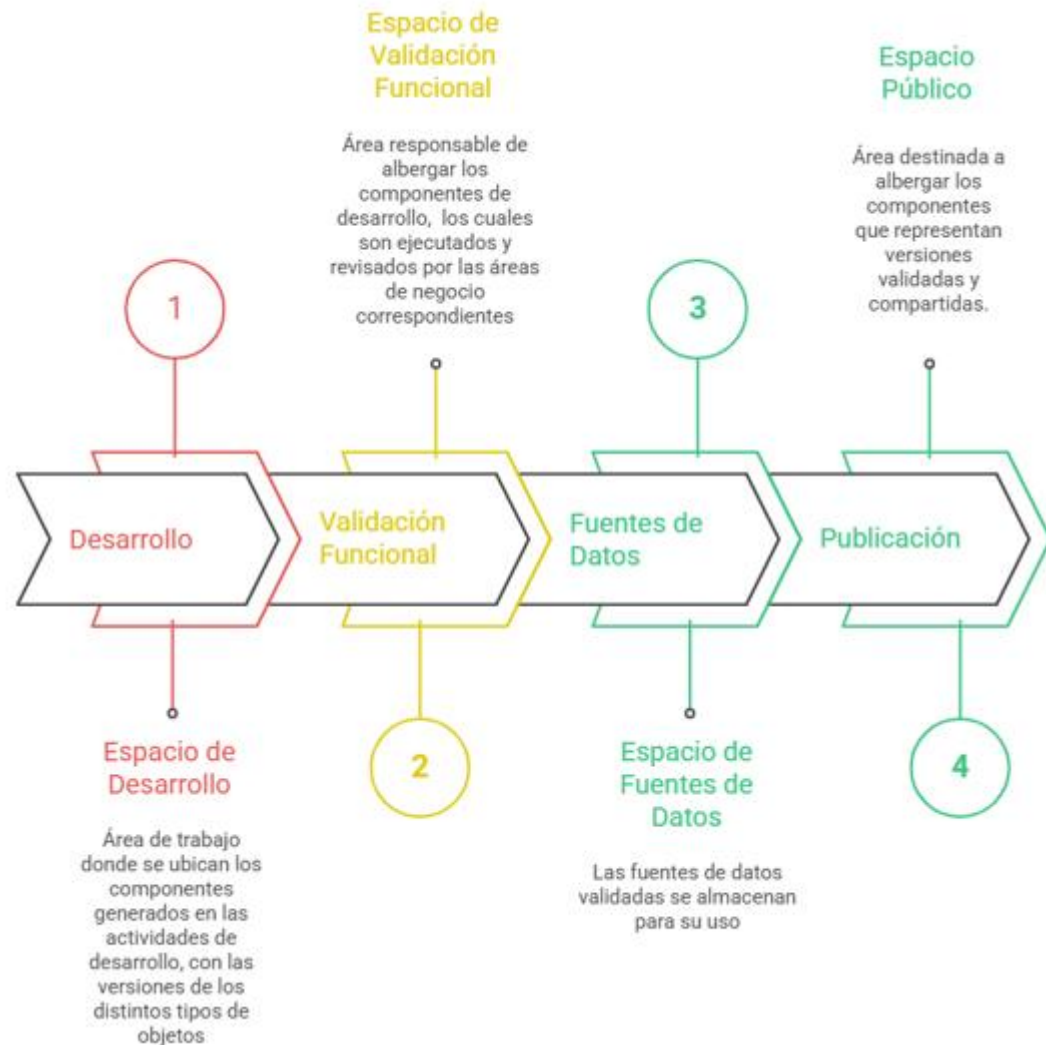 Espacio de
Validación
Funcional
Área responsable de
albergar los
componentes de
desarrollo, los cuales
son ejecutados y
revisados por las áreas
de negocio
correspondientes
Espacio
Público
Área destinada a
albergar los
componentes
que representan
versiones
validadas y
compartidas.
1
3
Desarrollo
Validación
Funcional
Fuentes de
Datos
Publicación
Espacio de
Desarrollo
Área de trabajo
donde se ubican los
componentes
generados en las
actividades de
desarrollo, con las
versiones de los
distintos tipos de
objetos
2
Espacio de
Fuentes de
Datos
Las fuentes de datos
validadas se almacenan
para su uso
4